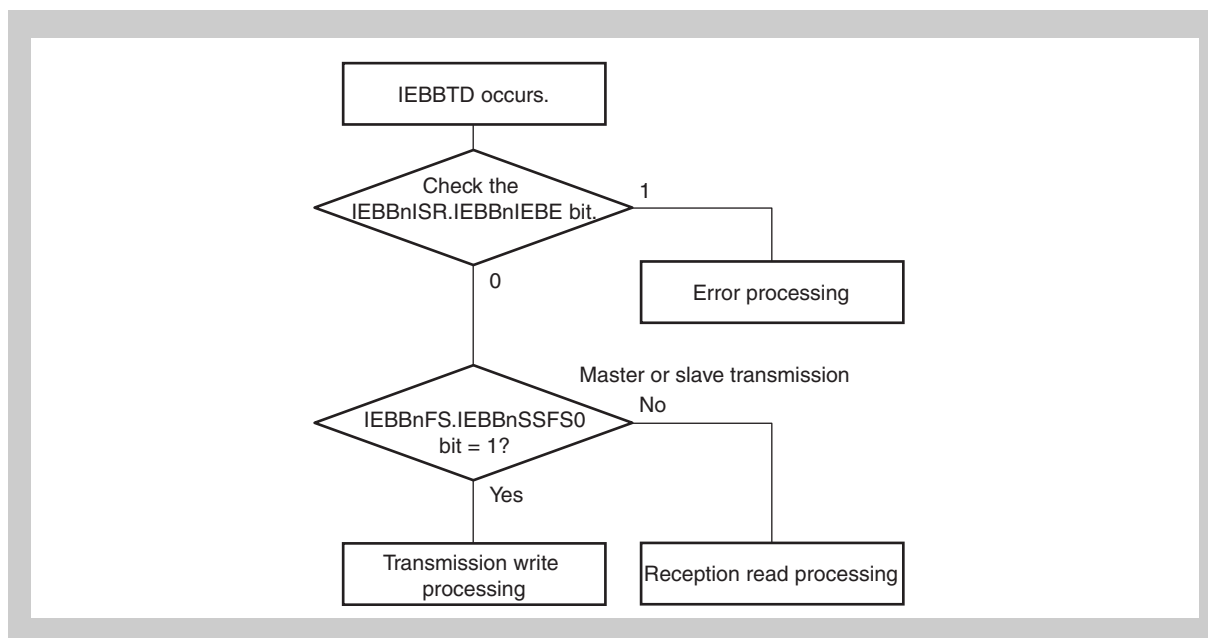 IEBBTD occurs.
Check the
IEBBnISR.IEBBnIEBE bit.
1
0
Error processing
Master or slave transmission
No
IEBBnFS.IEBBnSSFS0
bit = 1?
Yes
Transmission write
processing
Reception read processing